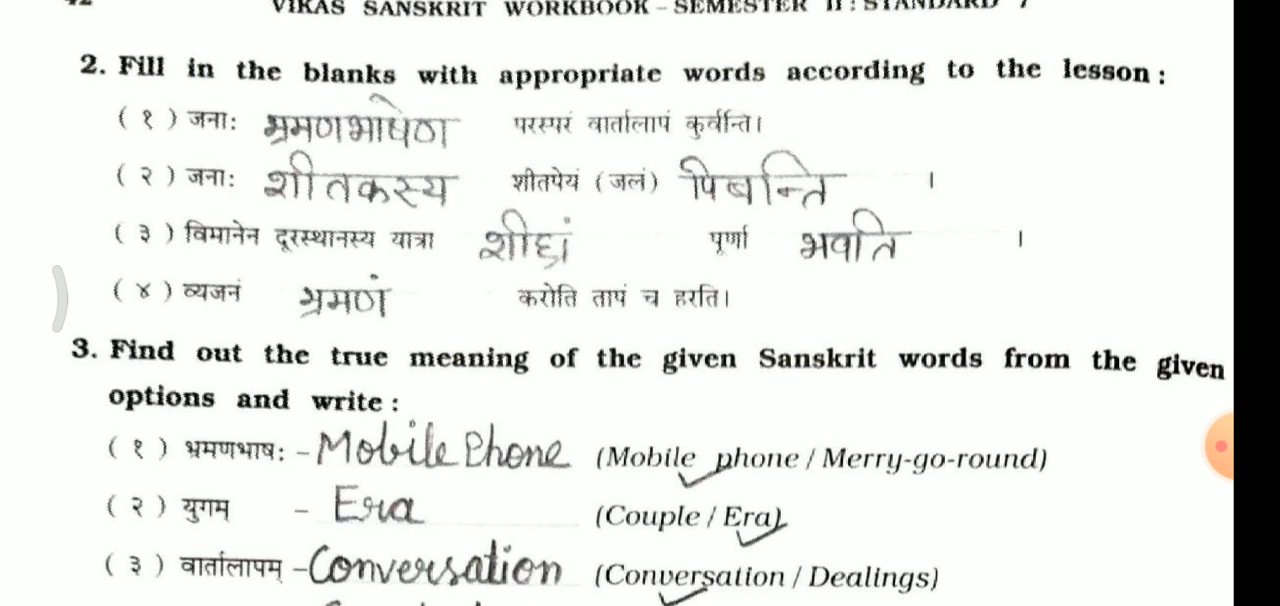 VIKAS SANSKRIT WORKBOOK – SEMESTER II : STANDARD 7
2. Fill in the blanks with appropriate words according to the lesson :
( १ ) जनाः भ्रमणभाषेण परस्परं वार्तालापं कुर्वन्ति।
( २ ) जनाः शीतकस्य शीतपेयं (जलं) पिबन्ति ।
( ३ ) विमानेन दूरस्थानस्य यात्रा शीघ्रं पूर्णा भवति ।
( ४ ) व्यजनं भ्रमणं करोति तापं च हरति।
3. Find out the true meaning of the given Sanskrit words from the given
options and write :
( १ ) भ्रमणभाषः – Mobile Phone (Mobile phone / Merry-go-round)
( २ ) युगम् – Era (Couple / Era)
( ३ ) वार्तालापम् – Conversation (Conversation / Dealings)